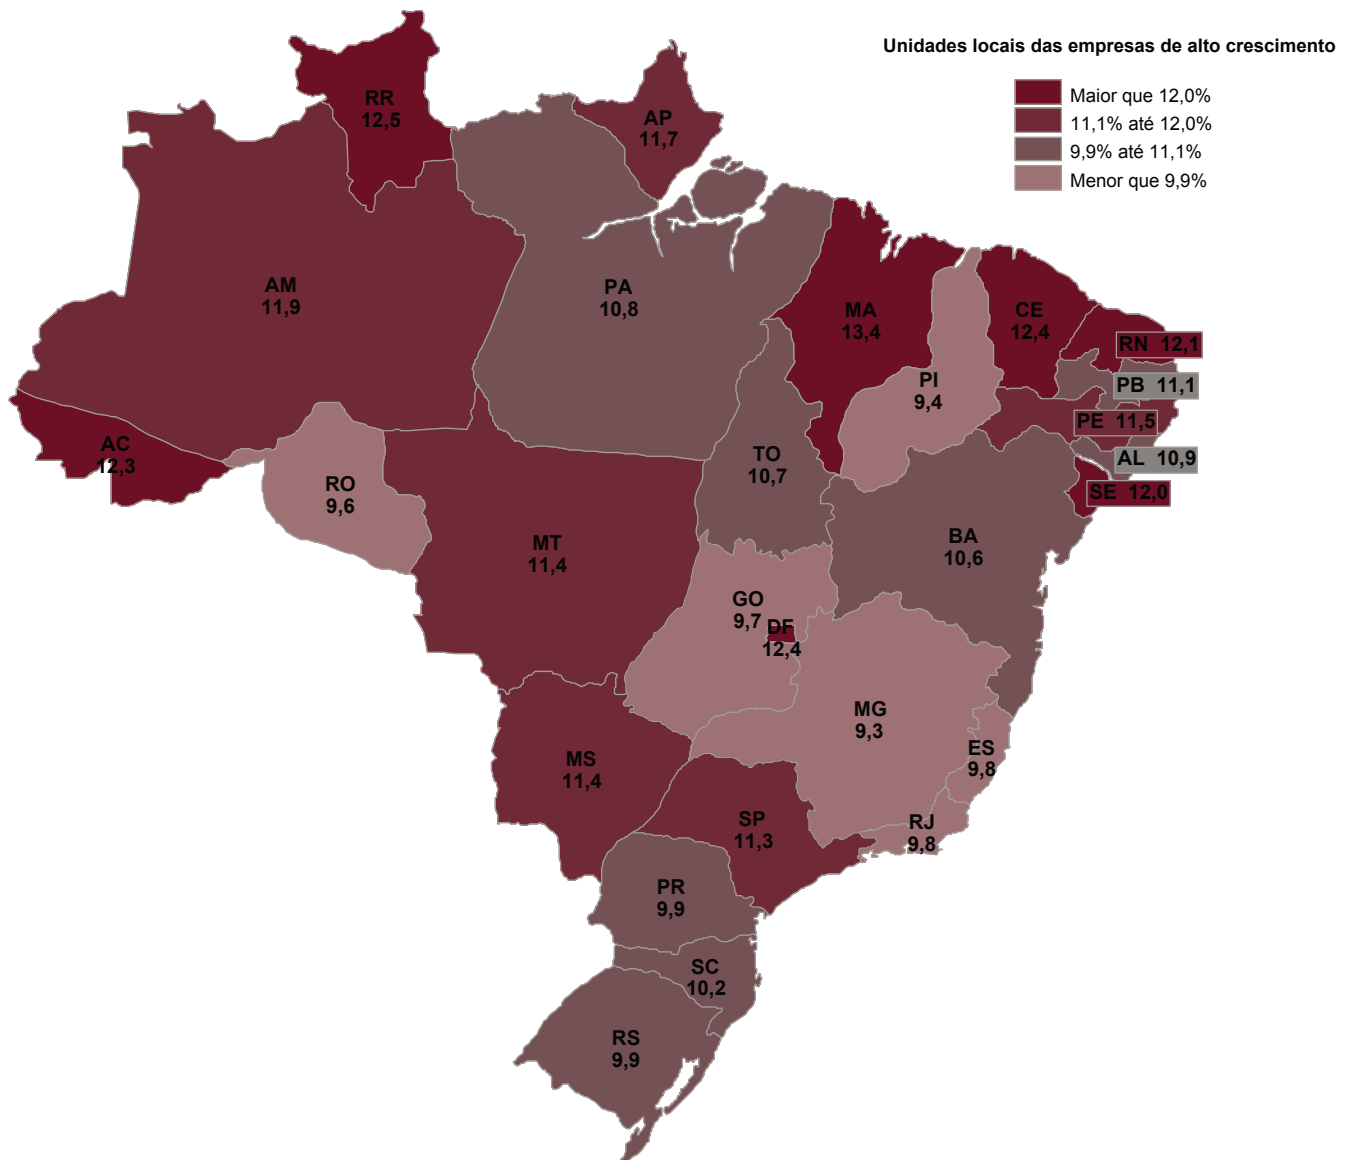 Unidades locais das empresas de alto crescimento
Maior que 12,0%
11,1% até 12,0%
9,9% até 11,1%
Menor que 9,9%
RR
12,5
AP
11,7
AM
11,9
PA
10,8
MA
13,4
CE
12,4
RN 12,1
PB 11,1
PI
9,4
PE 11,5
AC
12,3
TO
10,7
AL 10,9
RO
9,6
SE 12,0
MT
11,4
BA
10,6
GO
9,7
DF
12,4
MG
9,3
ES
9,8
MS
11,4
SP
11,3
RJ
9,8
PR
9,9
SC
10,2
RS
9,9